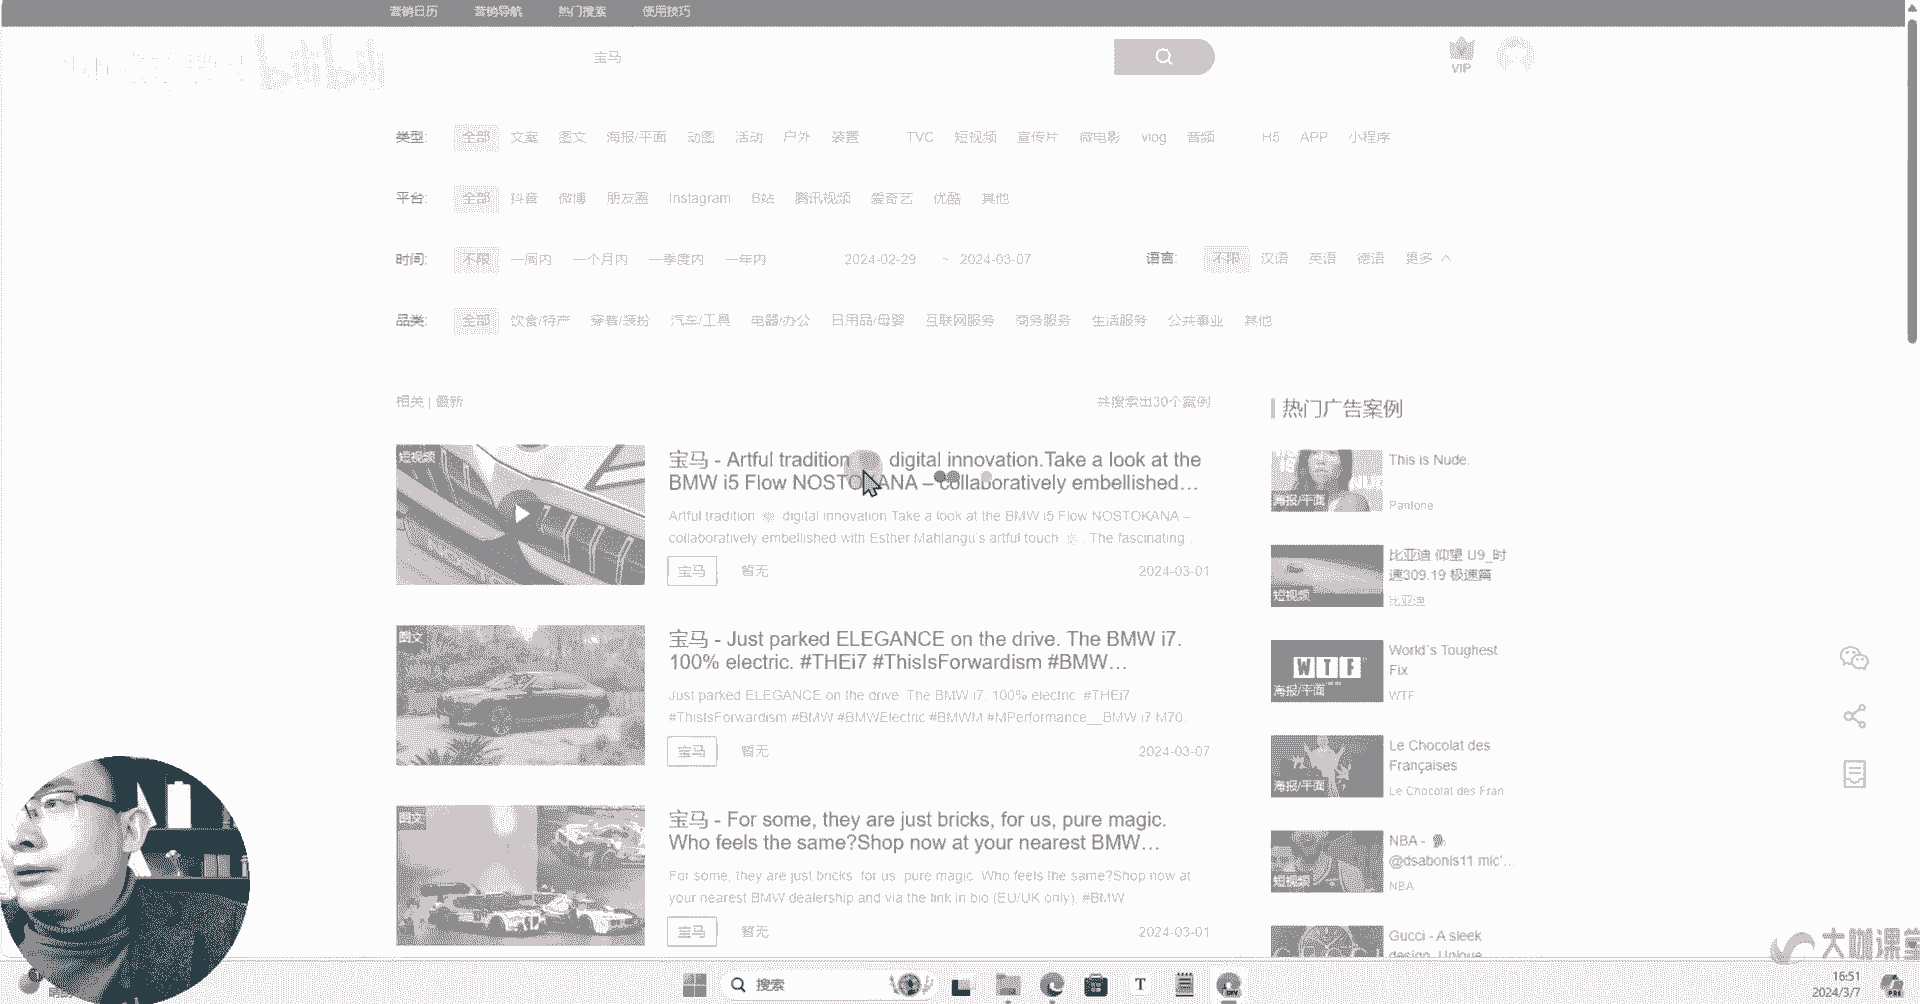 营销日历 营销导航 热门搜索 使用技巧
bilibili
宝马
VIP
类型: 全部 文案 图文 海报/平面 动图 活动 户外 装置 TVC 短视频 宣传片 微电影 vlog 音频 H5 APP 小程序
平台: 全部 抖音 微博 朋友圈 Instagram B站 腾讯视频 爱奇艺 优酷 其他
时间: 不限 一周内 一个月内 一季度内 一年内 2024-02-29 ~ 2024-03-07 语言: 不限 汉语 英语 德语 更多
品类: 全部 饮食/特产 穿着/装扮 汽车/工具 电器/办公 日用品/母婴 互联网服务 商务服务 生活服务 公共事业 其他
相关 | 最新 共搜索出30个案例
短视频
宝马 - Artful tradition digital innovation.Take a look at the
BMW i5 Flow NOSTOKANA – collaboratively embellished...
Artful tradition digital innovation Take a look at the BMW i5 Flow NOSTOKANA –
collaboratively embellished with Esther Mahlangu's artful touch . The fascinating .
宝马 暂无 2024-03-01
图文
宝马 - Just parked ELEGANCE on the drive. The BMW i7.
100% electric. #THEi7 #ThisIsForwardism #BMW...
Just parked ELEGANCE on the drive. The BMW i7. 100% electric. #THEi7
#ThisIsForwardism #BMW #BMWElectric #BMWM #MPerformance__BMW i7 M70.
宝马 暂无 2024-03-07
图文
宝马 - For some, they are just bricks, for us, pure magic.
Who feels the same?Shop now at your nearest BMW...
For some, they are just bricks, for us, pure magic. Who feels the same?Shop now at
your nearest BMW dealership and via the link in bio (EU/UK only). #BMW
宝马 暂无 2024-03-01
热门广告案例
海报/平面
This is Nude.
Pantone
短视频
比亚迪 仰望 U9_时
速309.19 极速篇
比亚迪
WTF
海报/平面
World's Toughest
Fix
WTF
海报/平面
Le Chocolat des
Françaises
Le Chocolat des Fran
短视频
NBA -
@dsabonis11 mic'...
NBA
Gucci - A sleek
design. Unique
大咖课堂
搜索
T
16:51
2024/3/7